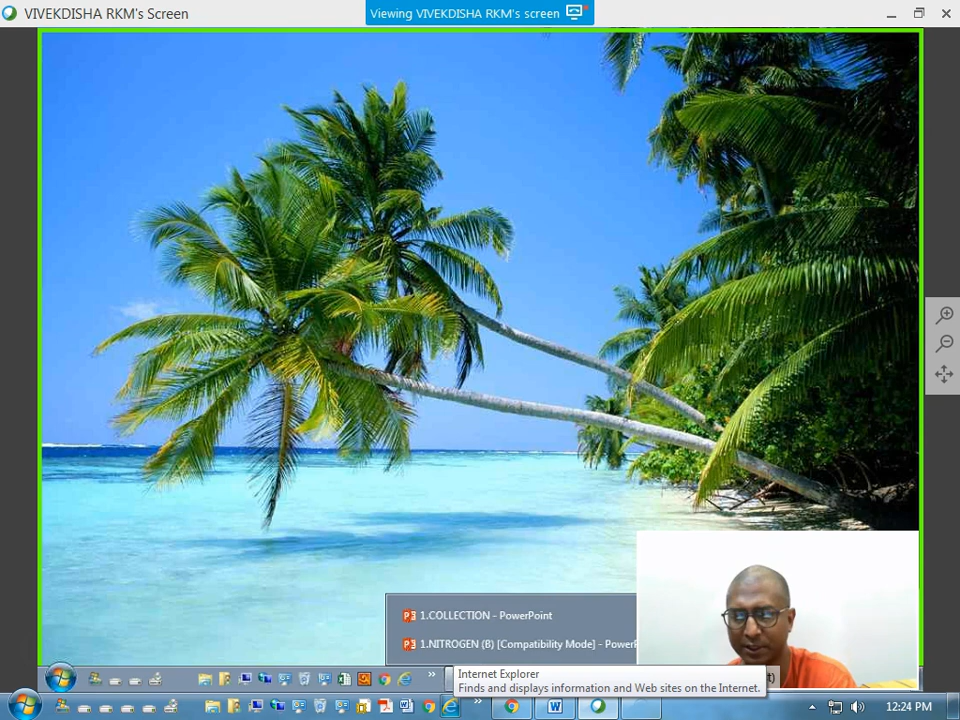 VIVEKDISHA RKM's Screen
Viewing VIVEKDISHA RKM's screen
1.COLLECTION - PowerPoint
1.NITROGEN (B) [Compatibility Mode] - PowerP
Internet Explorer
Finds and displays information and Web sites on the Internet.
12:24 PM